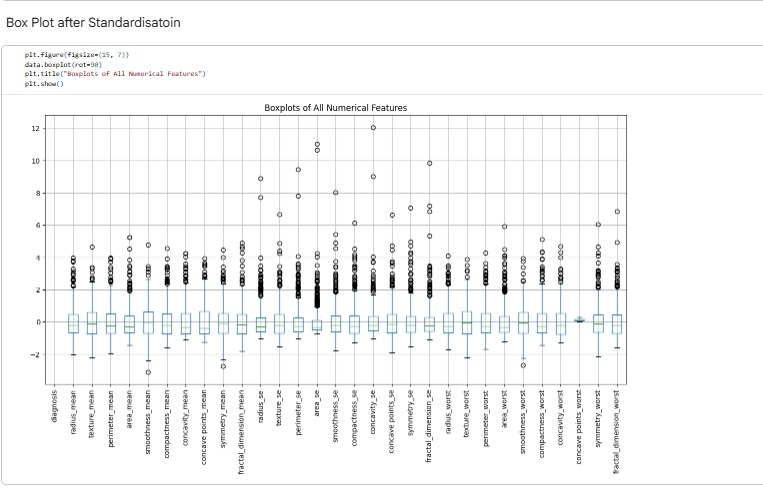 Box Plot after Standardisatoin
plt.figure(figsize=(15, 7))
data.boxplot(rot=90)
plt.title("Boxplots of All Numerical Features")
plt.show()
Boxplots of All Numerical Features
12
10
8
6
4
2
0
−2
diagnosis
radius_mean
texture_mean
perimeter_mean
area_mean
smoothness_mean
compactness_mean
concavity_mean
concave points_mean
symmetry_mean
fractal_dimension_mean
radius_se
texture_se
perimeter_se
area_se
smoothness_se
compactness_se
concavity_se
concave points_se
symmetry_se
fractal_dimension_se
radius_worst
texture_worst
perimeter_worst
area_worst
smoothness_worst
compactness_worst
concavity_worst
concave points_worst
symmetry_worst
fractal_dimension_worst